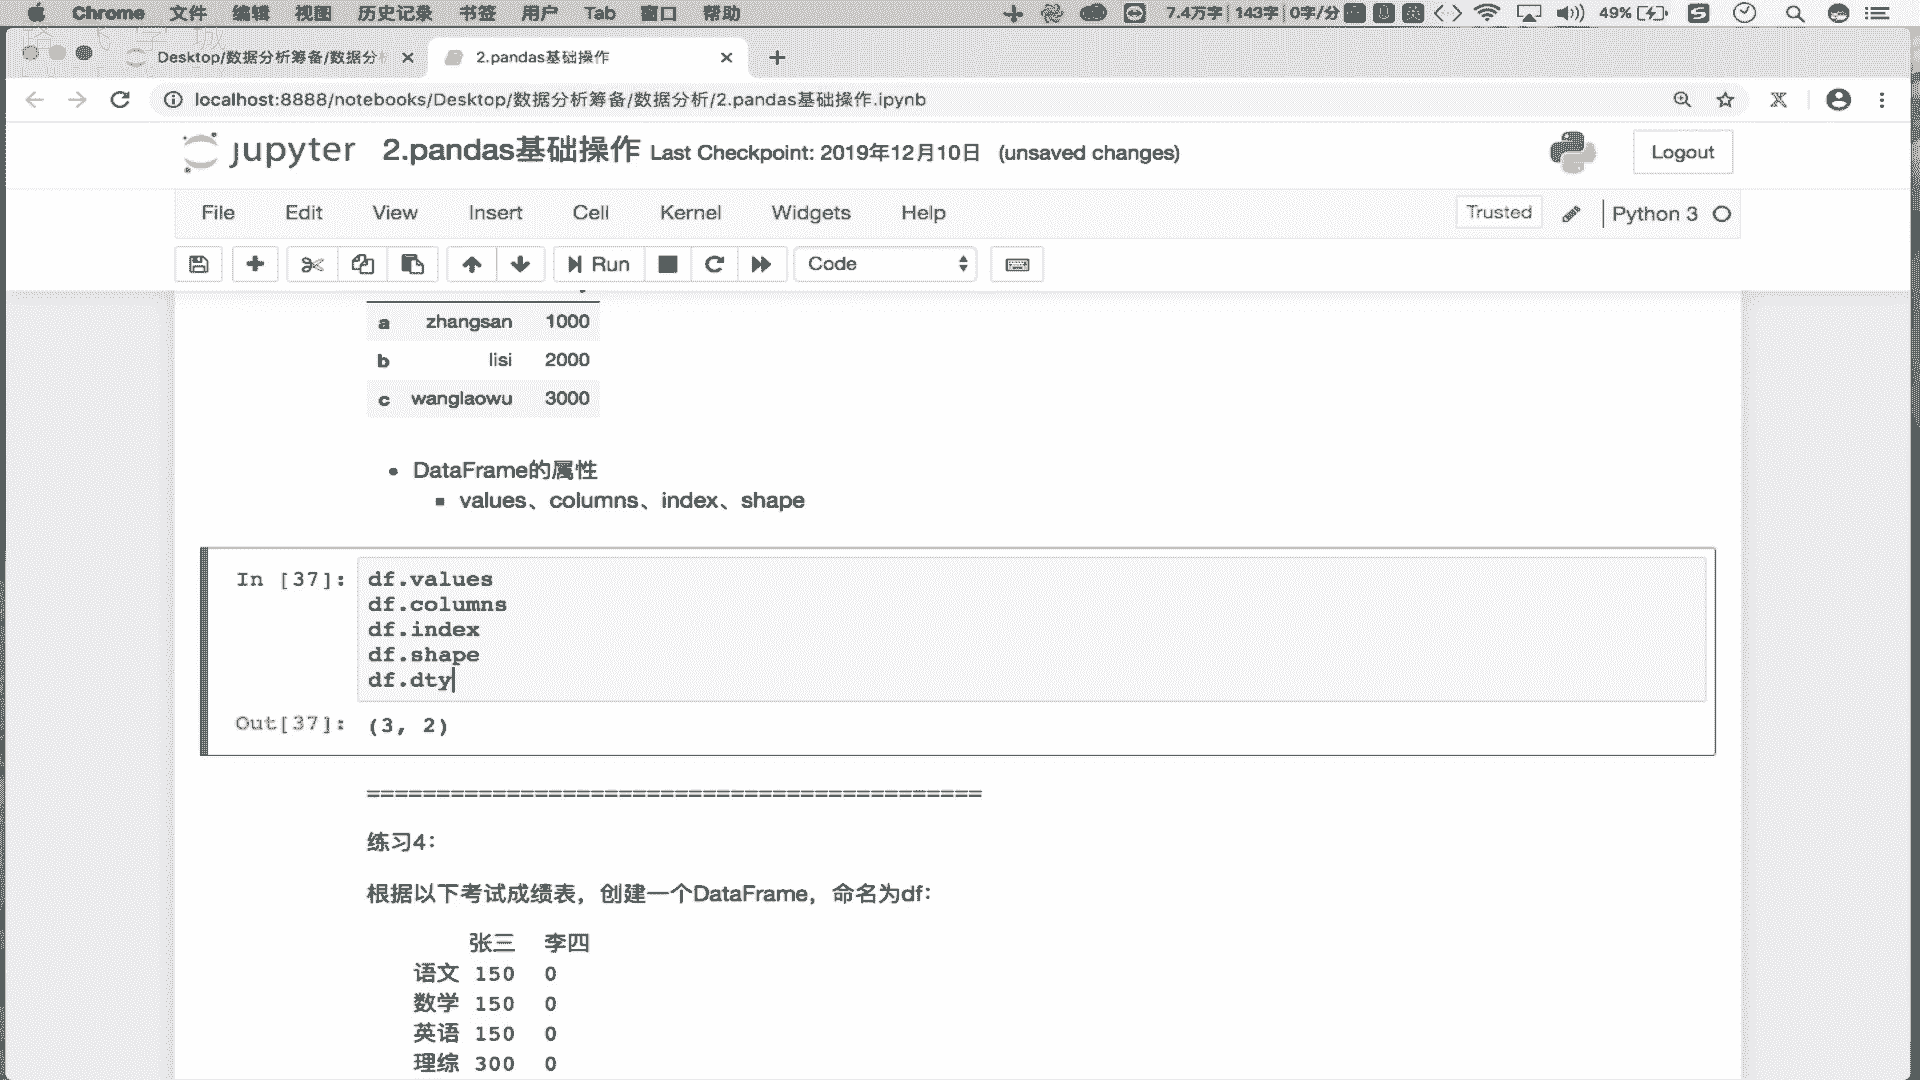 Chrome 文件 编辑 视图 历史记录 书签 用户 Tab 窗口 帮助 7.4万字 143字 0字/分 49%
Desktop/数据分析筹备/数据分 2.pandas基础操作
localhost:8888/notebooks/Desktop/数据分析筹备/数据分析/2.pandas基础操作.ipynb
jupyter 2.pandas基础操作 Last Checkpoint: 2019年12月10日 (unsaved changes) Logout
File Edit View Insert Cell Kernel Widgets Help Trusted Python 3
Run Code
a zhangsan 1000
b lisi 2000
c wanglaowu 3000
• DataFrame的属性
▪ values、columns、index、shape
In [37]: df.values
df.columns
df.index
df.shape
df.dty
Out[37]: (3, 2)
============================================
练习4：
根据以下考试成绩表，创建一个DataFrame，命名为df：
张三 李四
语文 150 0
数学 150 0
英语 150 0
理综 300 0